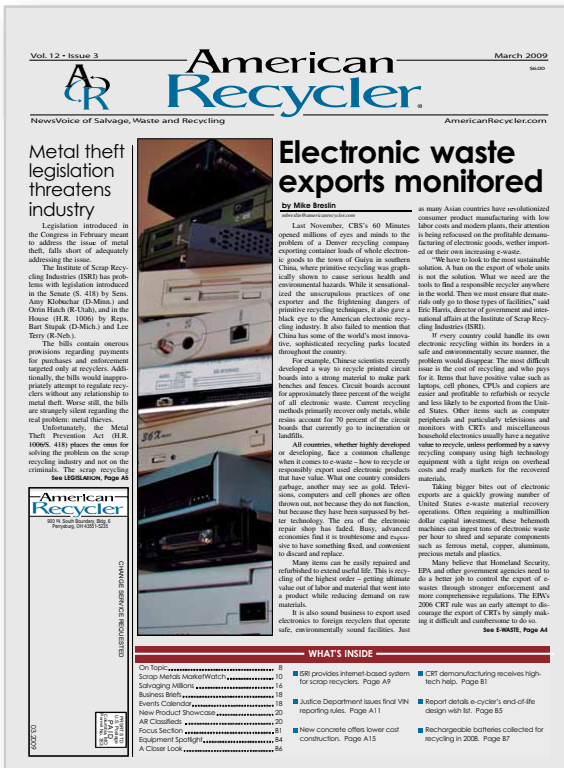 Vol. 12 • Issue 3
March 2009
$6.00
American
Recycler
AR
NewsVoice of Salvage, Waste and Recycling
AmericanRecycler.com
Metal theft
legislation
threatens
industry
Legislation introduced in
the Congress in February meant
to address the issue of metal
theft, falls short of adequately
addressing the issue.
The Institute of Scrap Recy-
cling Industries (ISRI) has prob-
lems with legislation introduced
in the Senate (S. 418) by Sens.
Amy Klobuchar (D-Minn.) and
Orrin Hatch (R-Utah), and in the
House (H.R. 1006) by Reps.
Bart Stupak (D-Mich.) and Lee
Terry (R-Neb.).
The bills contain onerous
provisions regarding payments
for purchases and enforcement
targeted only at recyclers. Addi-
tionally, the bills would inappro-
priately attempt to regulate recy-
clers without any relationship to
metal theft. Worse still, the bills
are strangely silent regarding the
real problem: metal thieves.
Unfortunately, the Metal
Theft Prevention Act (H.R.
1006/S. 418) places the onus for
solving the problem on the scrap
recycling industry and not on the
criminals. The scrap recycling
See LEGISLATION, Page A5
Electronic waste
exports monitored
by Mike Breslin
mbreslin@americanrecycler.com
Last November, CBS's 60 Minutes
opened millions of eyes and minds to the
problem of a Denver recycling company
exporting container loads of whole electron-
ic goods to the town of Guiyu in southern
China, where primitive recycling was graph-
ically shown to cause serious health and
environmental hazards. While it sensational-
ized the unscrupulous practices of one
exporter and the frightening dangers of
primitive recycling techniques, it also gave a
black eye to the American electronic recy-
cling industry. It also failed to mention that
China has some of the world's most innova-
tive, sophisticated recycling parks located
throughout the country.
For example, Chinese scientists recently
developed a way to recycle printed circuit
boards into a strong material to make park
benches and fences. Circuit boards account
for approximately three percent of the weight
of all electronic waste. Current recycling
methods primarily recover only metals, while
resins account for 70 percent of the circuit
boards that currently go to incineration or
landfills.
All countries, whether highly developed
or developing, face a common challenge
when it comes to e-waste – how to recycle or
responsibly export used electronic products
that have value. What one country considers
garbage, another may see as gold. Televi-
sions, computers and cell phones are often
thrown out, not because they do not function,
but because they have been surpassed by bet-
ter technology. The era of the electronic
repair shop has faded. Busy, advanced
economies find it is troublesome and expen-
sive to have something fixed, and convenient
to discard and replace.
Many items can be easily repaired and
refurbished to extend useful life. This is recy-
cling of the highest order – getting ultimate
value out of labor and material that went into
a product while reducing demand on raw
materials.
It is also sound business to export used
electronics to foreign recyclers that operate
safe, environmentally sound facilities. Just
as many Asian countries have revolutionized
consumer product manufacturing with low
labor costs and modern plants, their attention
is being refocused on the profitable demanu-
facturing of electronic goods, wether import-
ed or their own increasing e-waste.
"We have to look to the most sustainable
solution. A ban on the export of whole units
is not the solution. What we need are the
tools to find a responsible recycler anywhere
in the world. Then we must ensure that mate-
rials only go to those types of facilities," said
Eric Harris, director of government and inter-
national affairs at the Institute of Scrap Recy-
cling Industries (ISRI).
If every country could handle its own
electronic recycling within its borders in a
safe and environmentally secure manner, the
problem would disappear. The most difficult
issue is the cost of recycling and who pays
for it. Items that have positive value such as
laptops, cell phones, CPUs and copiers are
easier and profitable to refurbish or recycle
and less likely to be exported from the Unit-
ed States. Other items such as computer
peripherals and particularly televisions and
monitors with CRTs and miscellaneous
household electronics usually have a negative
value to recycle, unless performed by a savvy
recycling company using high technology
equipment with a tight reign on overhead
costs and ready markets for the recovered
materials.
Taking bigger bites out of electronic
exports are a quickly growing number of
United States e-waste material recovery
operations. Often requiring a multimillion
dollar capital investment, these behemoth
machines can ingest tons of electronic waste
per hour to shred and separate components
such as ferrous metal, copper, aluminum,
precious metals and plastics.
Many believe that Homeland Security,
EPA and other government agencies need to
do a better job to control the export of e-
wastes through stronger enforcement and
more comprehensive regulations. The EPA's
2006 CRT rule was an early attempt to dis-
courage the export of CRTs by simply mak-
ing it difficult and cumbersome to do so.
See E-WASTE, Page A4
American
Recycler
900 W. South Boundary, Bldg. 6
Perrysburg, OH 43551-5235
CHANGE SERVICE REQUESTED
PRSRT STD
U.S. Postage
PAID
03 2009
36X
WHAT'S INSIDE
On Topic 8
Scrap Metals MarketWatch 10
Salvaging Millions 16
Business Briefs 18
Events Calendar 18
New Product Showcase 20
AR Classifieds 20
Focus Section B1
Equipment Spotlight B4
A Closer Look B6
ISRI provides internet-based system
for scrap recyclers. Page A9
Justice Department issues final VIN
reporting rules. Page A11
New concrete offers lower cost
construction. Page A15
CRT demanufacturing receives high-
tech help. Page B1
Report details e-cycler's end-of-life
design wish list. Page B5
Rechargeable batteries collected for
recycling in 2008. Page B7